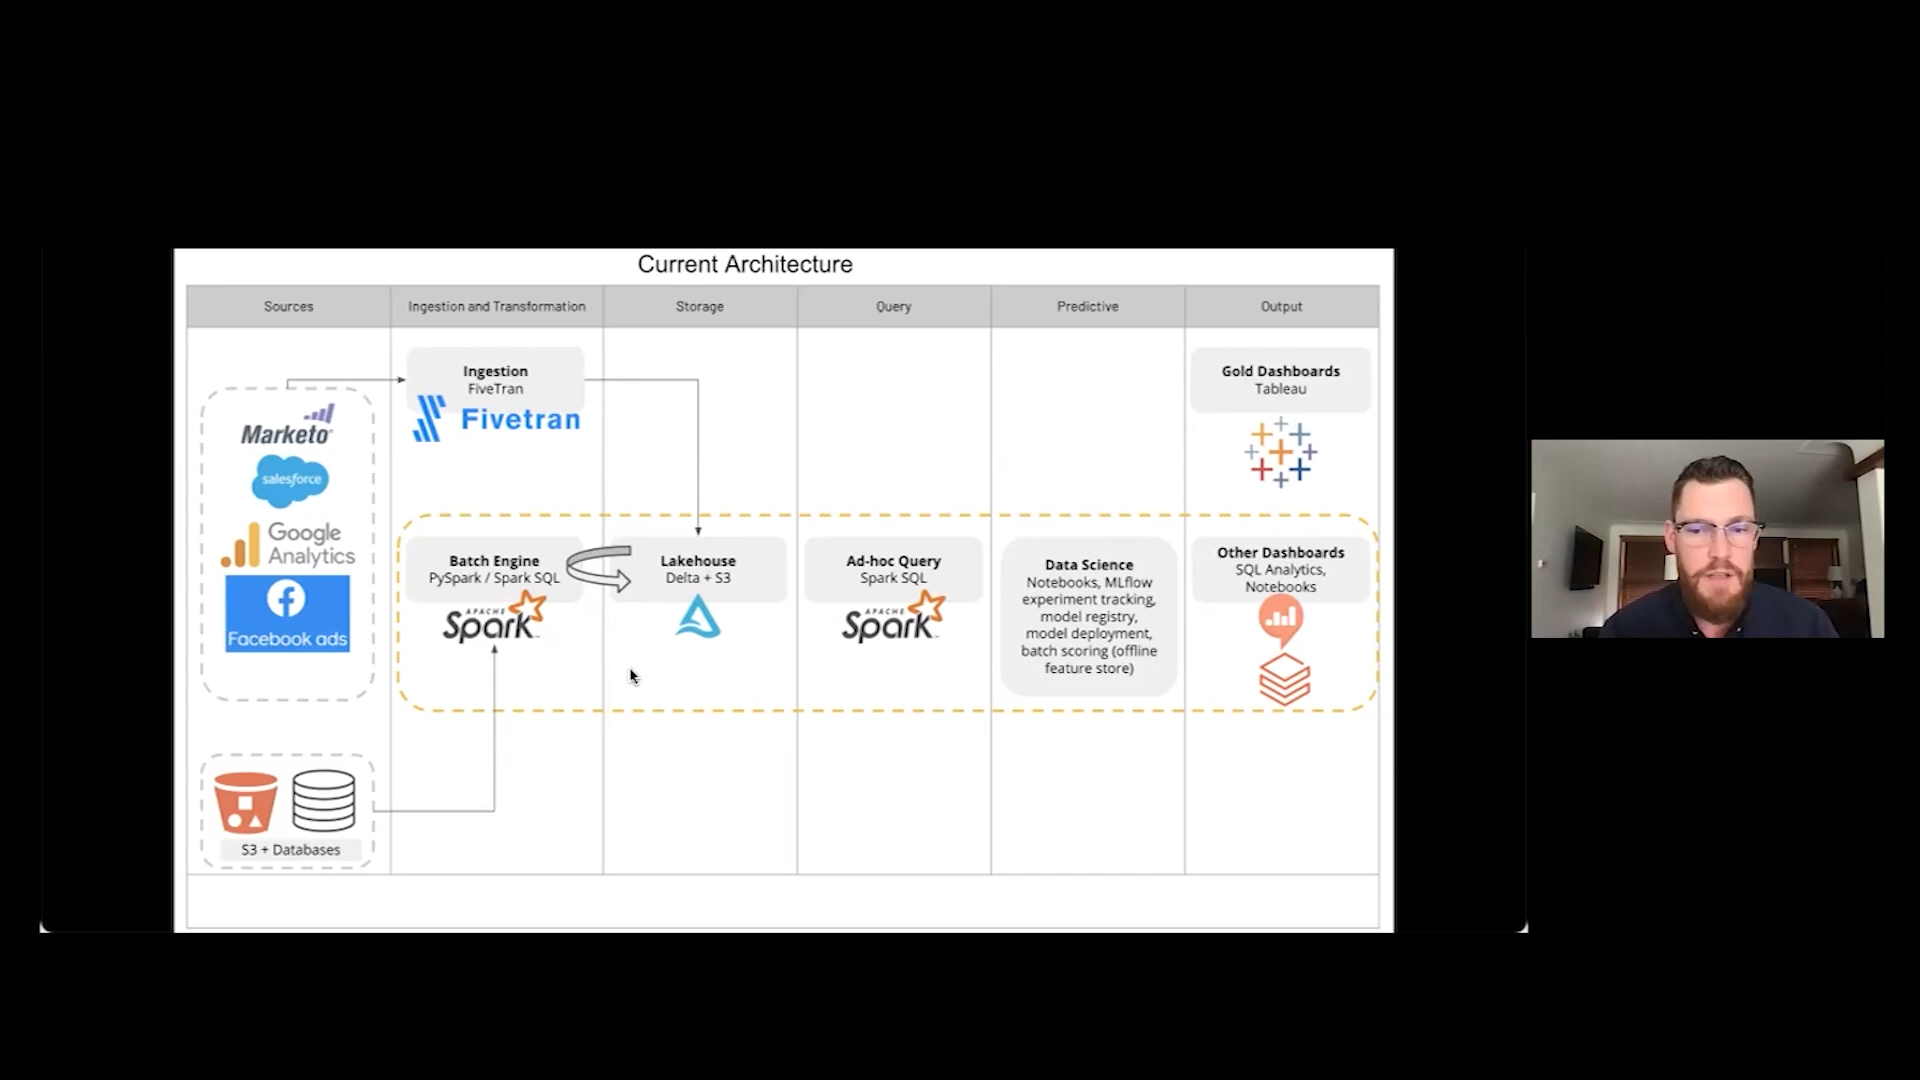 Current Architecture
Sources
Ingestion and Transformation
Storage
Query
Predictive
Output
Marketo
salesforce
Google
Analytics
Facebook ads
S3 + Databases
Ingestion
FiveTran
Fivetran
Batch Engine
PySpark / Spark SQL
APACHE
Spark
Lakehouse
Delta + S3
Ad-hoc Query
Spark SQL
APACHE
Spark
Data Science
Notebooks, MLflow
experiment tracking,
model registry,
model deployment,
batch scoring (offline
feature store)
Gold Dashboards
Tableau
Other Dashboards
SQL Analytics,
Notebooks